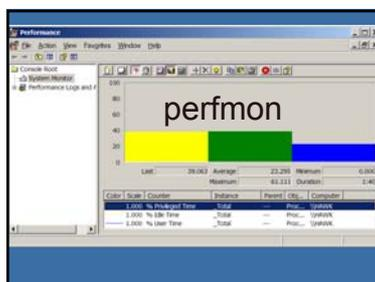 Performance
File Action View Favorites Window Help
Console Root
System Monitor
Performance Logs and A
100
80
60
40
20
0
perfmon
Last 39.063 Average 23.295 Minimum 0.000
Maximum 61.111 Duration 1:40
Color Scale Counter Instance Parent Obj... Computer
1.000 % Privileged Time _Total --- Proc...
1.000 % Idle Time _Total --- Proc...
1.000 % User Time _Total --- Proc...